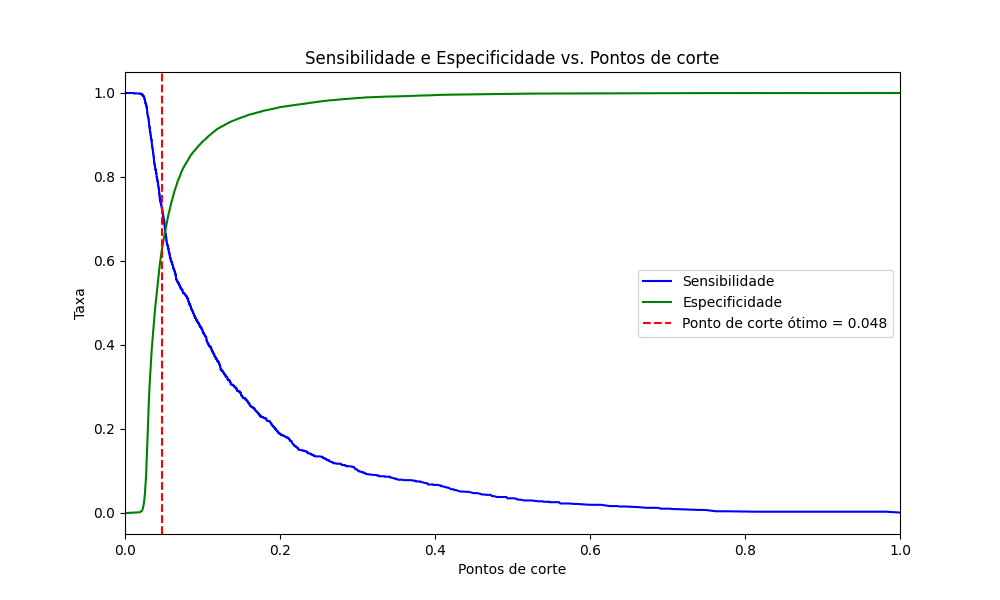 Sensibilidade e Especificidade vs. Pontos de corte
Taxa
1.0
0.8
0.6
0.4
0.2
0.0
Sensibilidade
Especificidade
Ponto de corte ótimo = 0.048
0.0 0.2 0.4 0.6 0.8 1.0
Pontos de corte